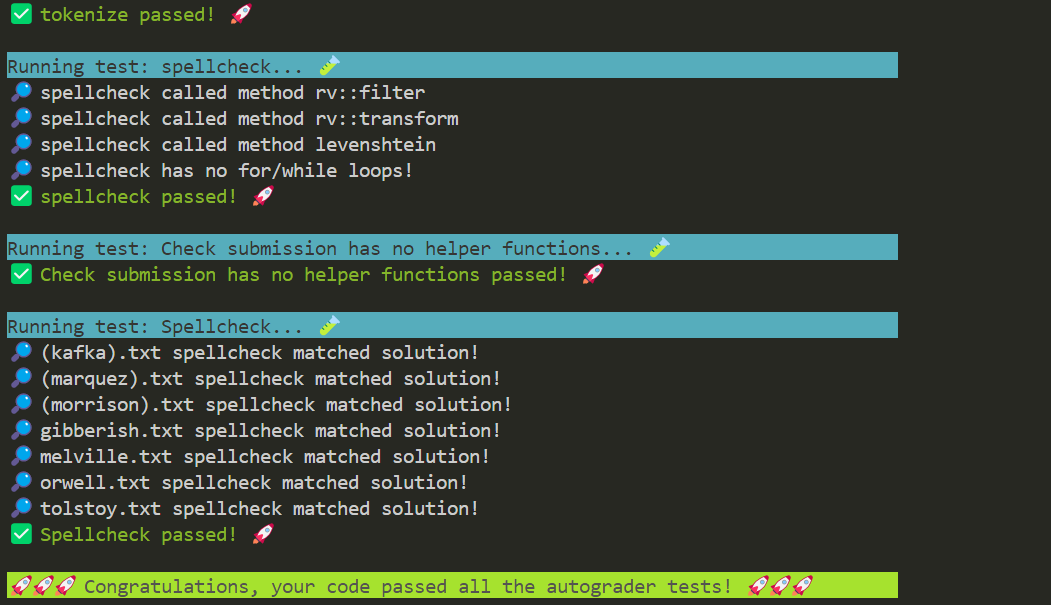 ✅ tokenize passed! 🚀
Running test: spellcheck... 🧪
🔎 spellcheck called method rv::filter
🔎 spellcheck called method rv::transform
🔎 spellcheck called method levenshtein
🔎 spellcheck has no for/while loops!
✅ spellcheck passed! 🚀
Running test: Check submission has no helper functions... 🧪
✅ Check submission has no helper functions passed! 🚀
Running test: Spellcheck... 🧪
🔎 (kafka).txt spellcheck matched solution!
🔎 (marquez).txt spellcheck matched solution!
🔎 (morrison).txt spellcheck matched solution!
🔎 gibberish.txt spellcheck matched solution!
🔎 melville.txt spellcheck matched solution!
🔎 orwell.txt spellcheck matched solution!
🔎 tolstoy.txt spellcheck matched solution!
✅ Spellcheck passed! 🚀
🚀🚀🚀 Congratulations, your code passed all the autograder tests! 🚀🚀🚀